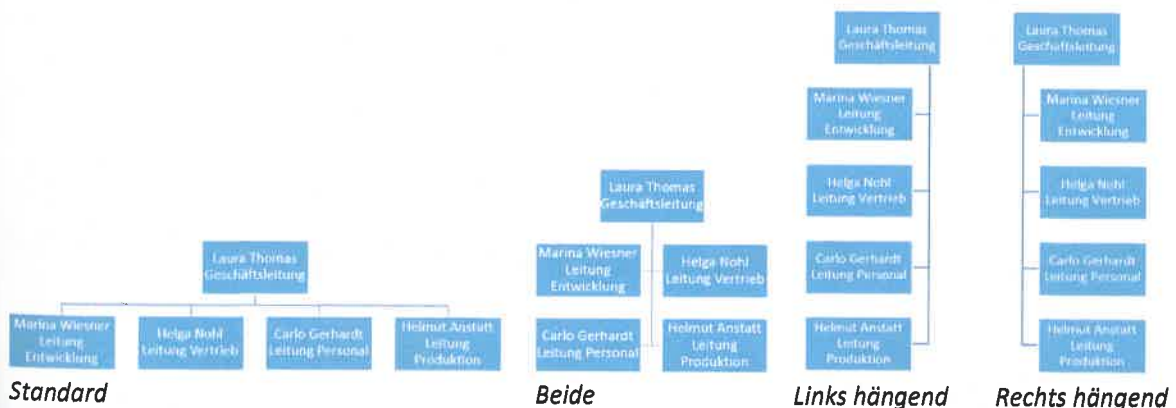 Laura Thomas
Geschäftsleitung
Marina Wiesner
Leitung
Entwicklung
Helga Nohl
Leitung Vertrieb
Carlo Gerhardt
Leitung Personal
Helmut Anstatt
Leitung
Produktion
Standard
Laura Thomas
Geschäftsleitung
Marina Wiesner
Leitung
Entwicklung
Helga Nohl
Leitung Vertrieb
Carlo Gerhardt
Leitung Personal
Helmut Anstatt
Leitung
Produktion
Beide
Laura Thomas
Geschäftsleitung
Marina Wiesner
Leitung
Entwicklung
Helga Nohl
Leitung Vertrieb
Carlo Gerhardt
Leitung Personal
Helmut Anstatt
Leitung
Produktion
Links hängend
Laura Thomas
Geschäftsleitung
Marina Wiesner
Leitung
Entwicklung
Helga Nohl
Leitung Vertrieb
Carlo Gerhardt
Leitung Personal
Helmut Anstatt
Leitung
Produktion
Rechts hängend